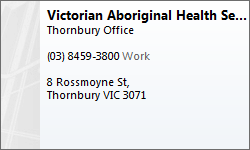 Victorian Aboriginal Health Se...
Thornbury Office
(03) 8459-3800 Work
8 Rossmoyne St,
Thornbury VIC 3071